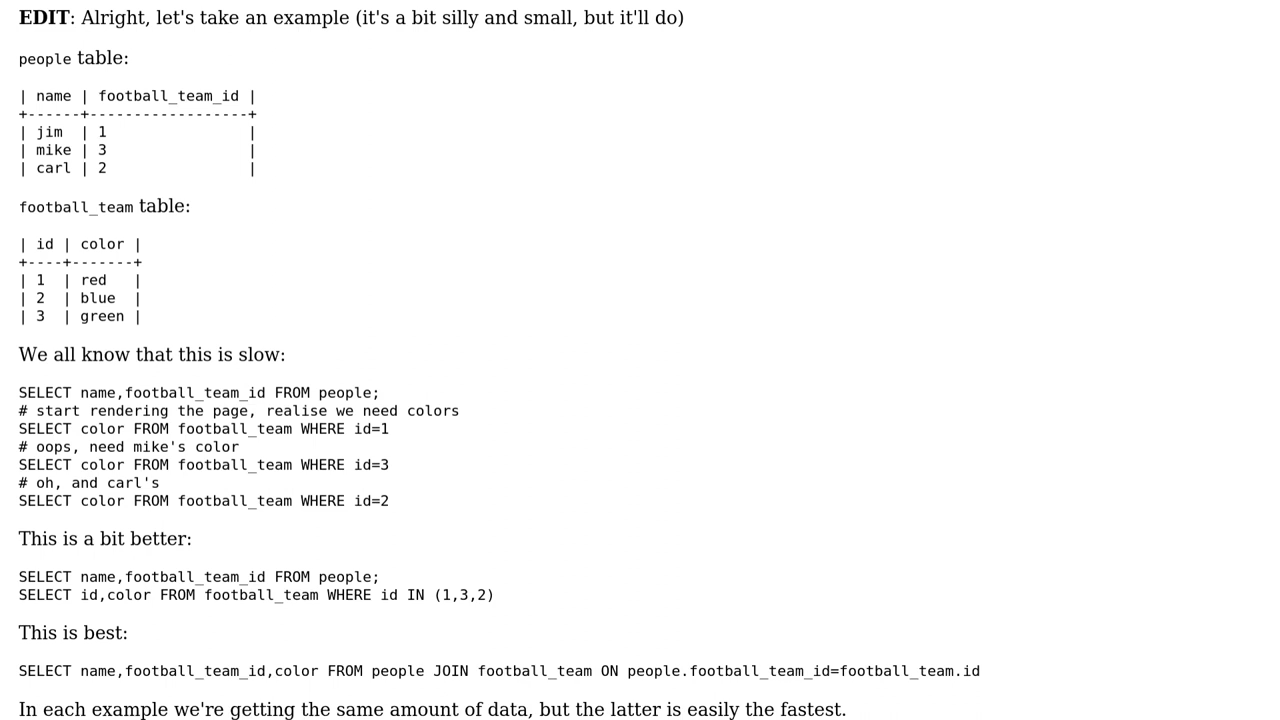 EDIT: Alright, let's take an example (it's a bit silly and small, but it'll do)
people table:
| name | football_team_id |
+------+------------------+
| jim  | 1                |
| mike | 3                |
| carl | 2                |
football_team table:
| id | color |
+----+-------+
| 1  | red   |
| 2  | blue  |
| 3  | green |
We all know that this is slow:
SELECT name,football_team_id FROM people;
# start rendering the page, realise we need colors
SELECT color FROM football_team WHERE id=1
# oops, need mike's color
SELECT color FROM football_team WHERE id=3
# oh, and carl's
SELECT color FROM football_team WHERE id=2
This is a bit better:
SELECT name,football_team_id FROM people;
SELECT id,color FROM football_team WHERE id IN (1,3,2)
This is best:
SELECT name,football_team_id,color FROM people JOIN football_team ON people.football_team_id=football_team.id
In each example we're getting the same amount of data, but the latter is easily the fastest.